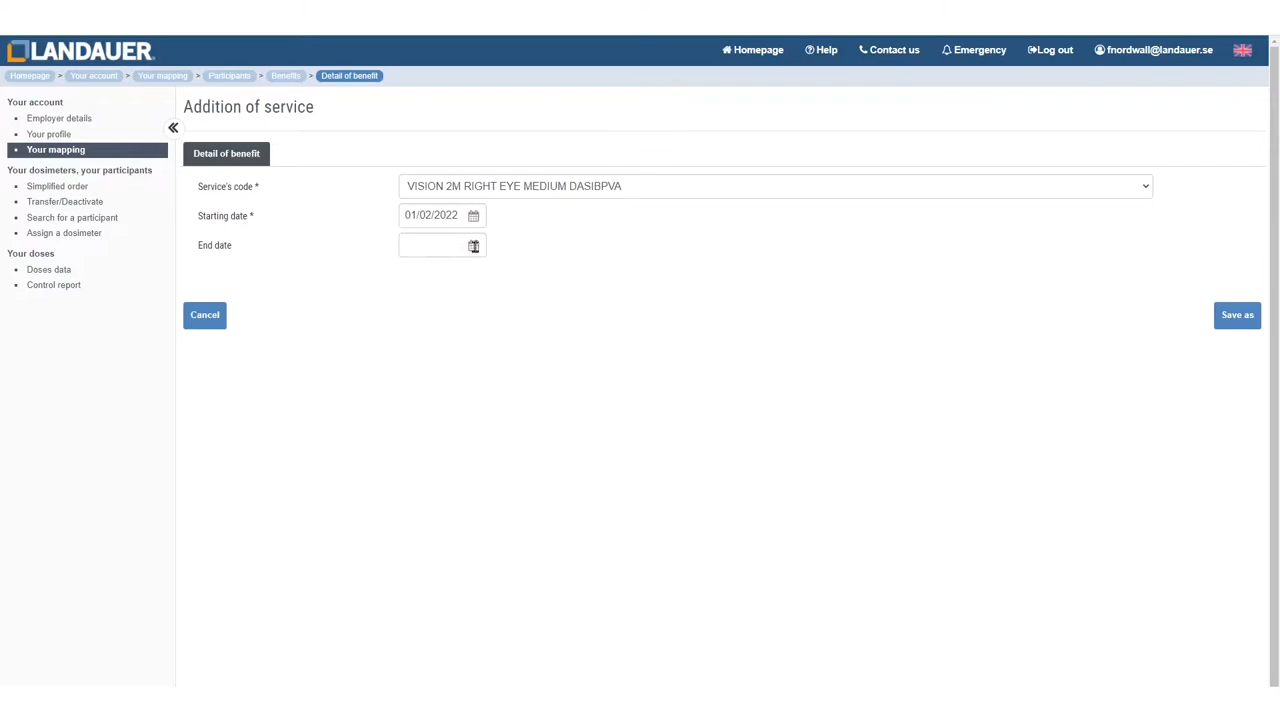 LANDAUER.
Homepage Help Contact us Emergency Log out fnordwall@landauer.se
Homepage > Your account > Your mapping > Participants > Benefits > Detail of benefit
Your account
Employer details
Your profile
Your mapping
Your dosimeters, your participants
Simplified order
Transfer/Deactivate
Search for a participant
Assign a dosimeter
Your doses
Doses data
Control report
Addition of service
Detail of benefit
Service's code * VISION 2M RIGHT EYE MEDIUM DASIBPVA
Starting date * 01/02/2022
End date
Cancel Save as